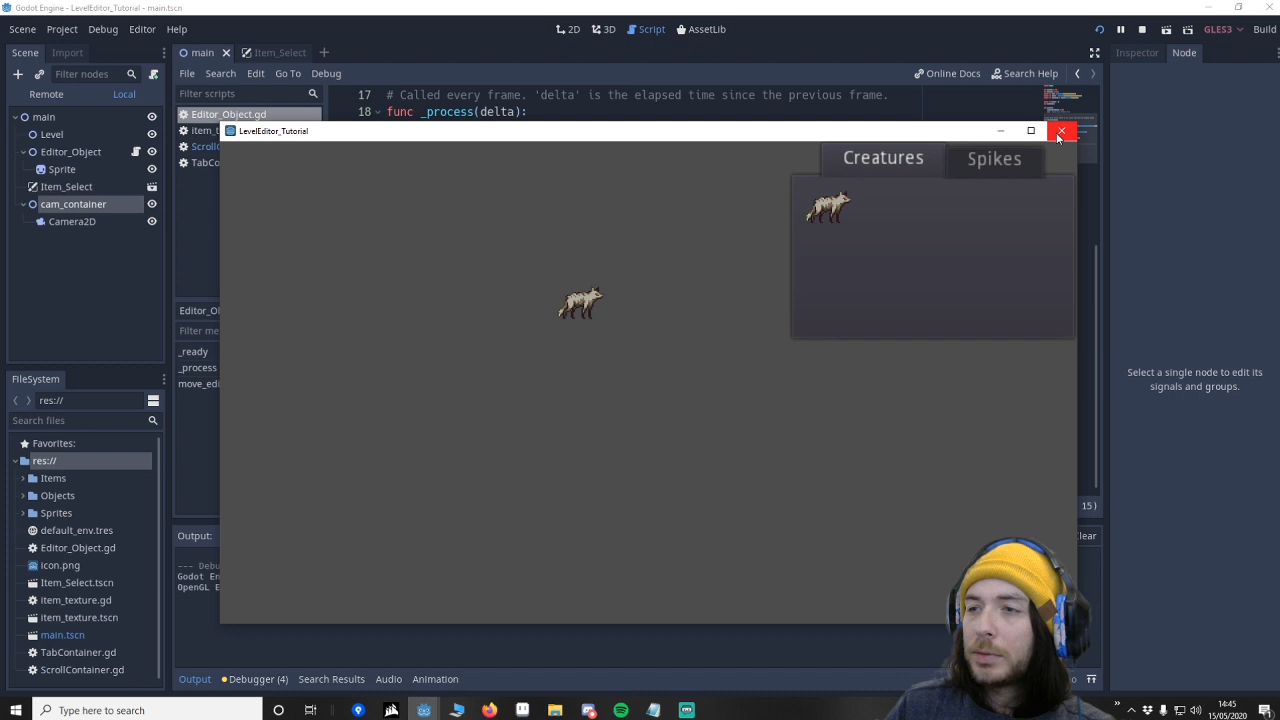 Godot Engine - LevelEditor_Tutorial - main.tscn
Scene Project Debug Editor Help
2D 3D Script AssetLib
GLES3 Build
Scene Import
main Item_Select
Inspector Node
Filter nodes
File Search Edit Go To Debug
Online Docs Search Help
Remote Local
Filter scripts
17 # Called every frame. 'delta' is the elapsed time since the previous frame.
Editor_Object.gd
18 func _process(delta):
main
LevelEditor_Tutorial
Level
Editor_Object
Creatures Spikes
Sprite
Item_Select
cam_container
Camera2D
Filter me
_ready
_process
Select a single node to edit its
signals and groups.
FileSystem
res://
Search files
Favorites:
res://
Items
Objects
15)
Sprites
default_env.tres
Output:
Editor_Object.gd
icon.png
Item_Select.tscn
item_texture.gd
item_texture.tscn
main.tscn
TabContainer.gd
ScrollContainer.gd
Output Debugger (4) Search Results Audio Animation
Type here to search
14:45
15/05/2020